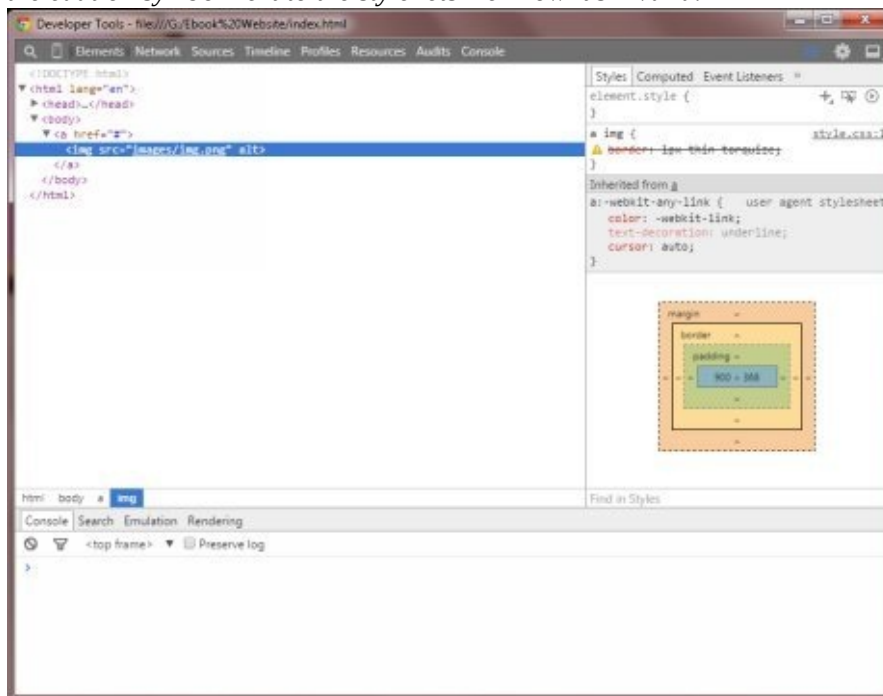 Developer Tools - file:///G:/Ebook%20Website/index.html
Elements Network Sources Timeline Profiles Resources Audits Console
<!DOCTYPE html>
▼<html lang="en">
▶<head>…</head>
▼<body>
▼<a href="#">
<img src="images/img.png" alt>
</a>
</body>
</html>
html body a img
Styles Computed Event Listeners »
element.style {
}
a img { style.css:1
border: 1px thin torquize;
}
Inherited from a
a:-webkit-any-link { user agent stylesheet
color: -webkit-link;
text-decoration: underline;
cursor: auto;
}
margin -
border -
padding -
900 × 368
Find in Styles
Console Search Emulation Rendering
<top frame> ▼ Preserve log
>